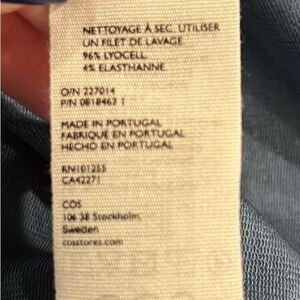 NETTOYAGE À SEC. UTILISER
UN FILET DE LAVAGE.
96% LYOCELL
4% ELASTHANNE.
O/N 227014
P/N 0818462 1
MADE IN PORTUGAL
FABRIQUÉ EN PORTUGAL
HECHO EN PORTUGAL
RN101255
CA42271
COS
106 38 Stockholm,
Sweden
cosstores.com